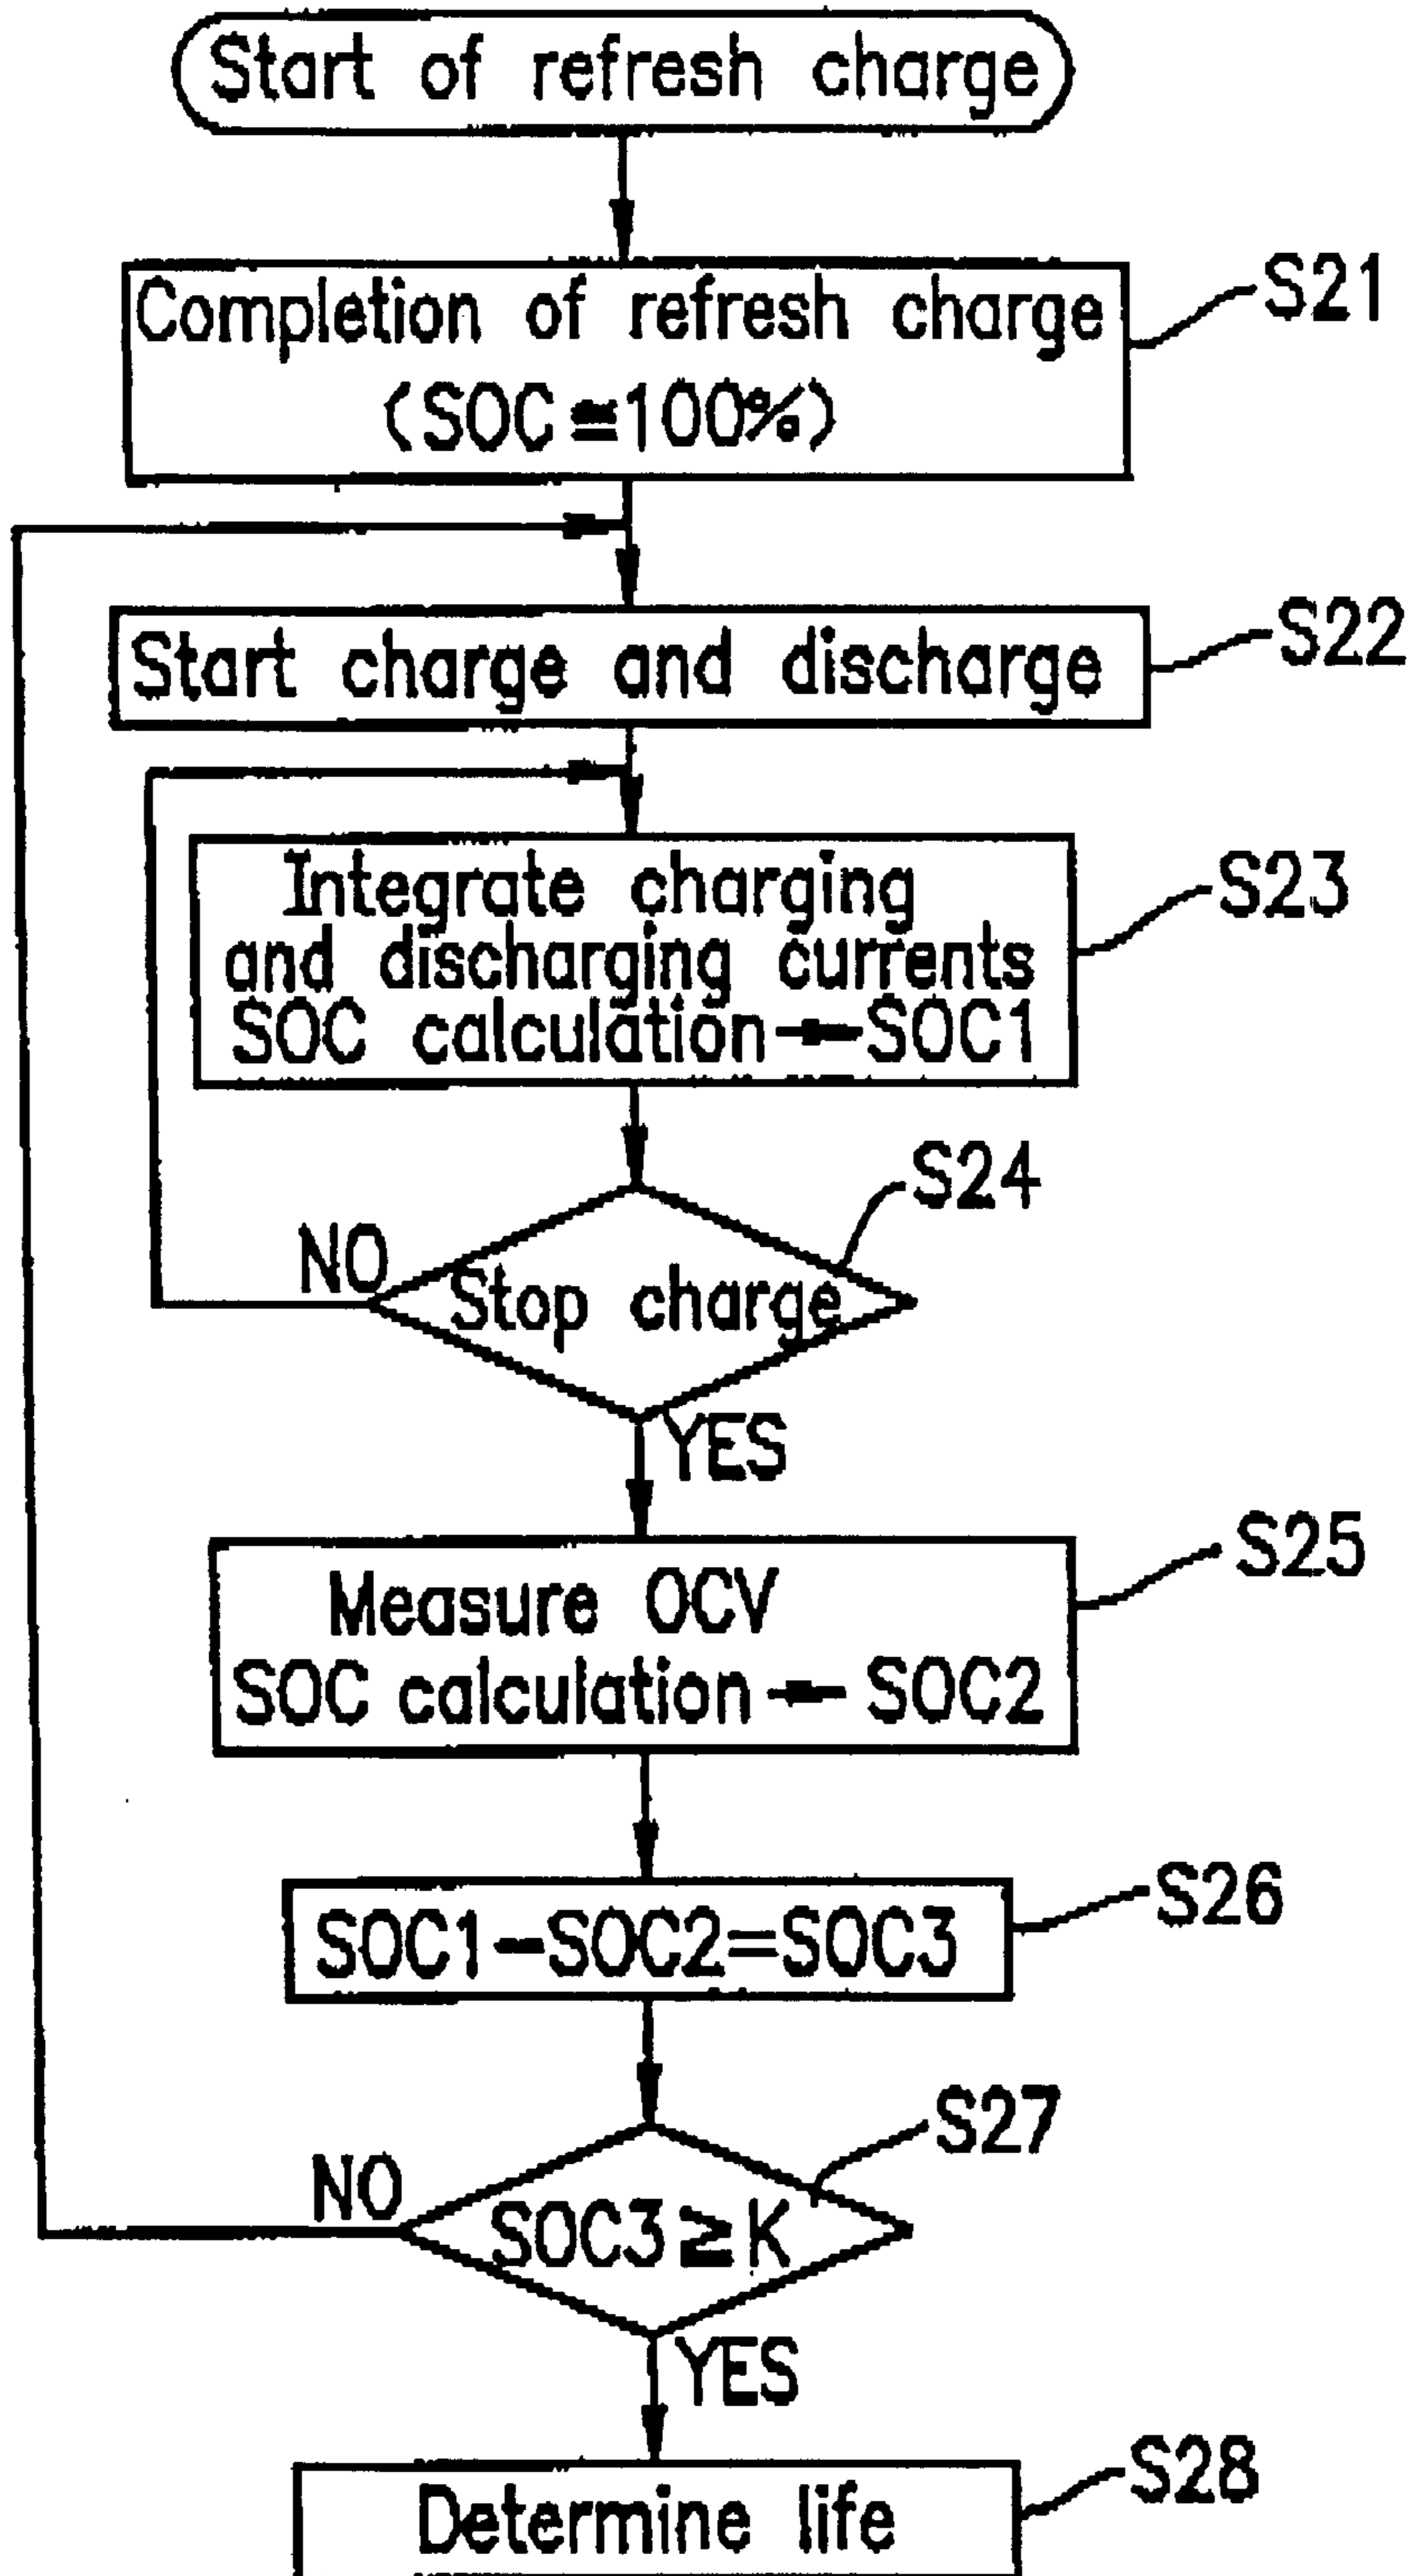 Start of refresh charge
Completion of refresh charge
(SOC≅100%)
S21
Start charge and discharge
S22
Integrate charging
and discharging currents
SOC calculation→SOC1
S23
Stop charge
S24
NO
YES
Measure OCV
SOC calculation→SOC2
S25
SOC1-SOC2=SOC3
S26
SOC3≧K
S27
NO
YES
Determine life
S28